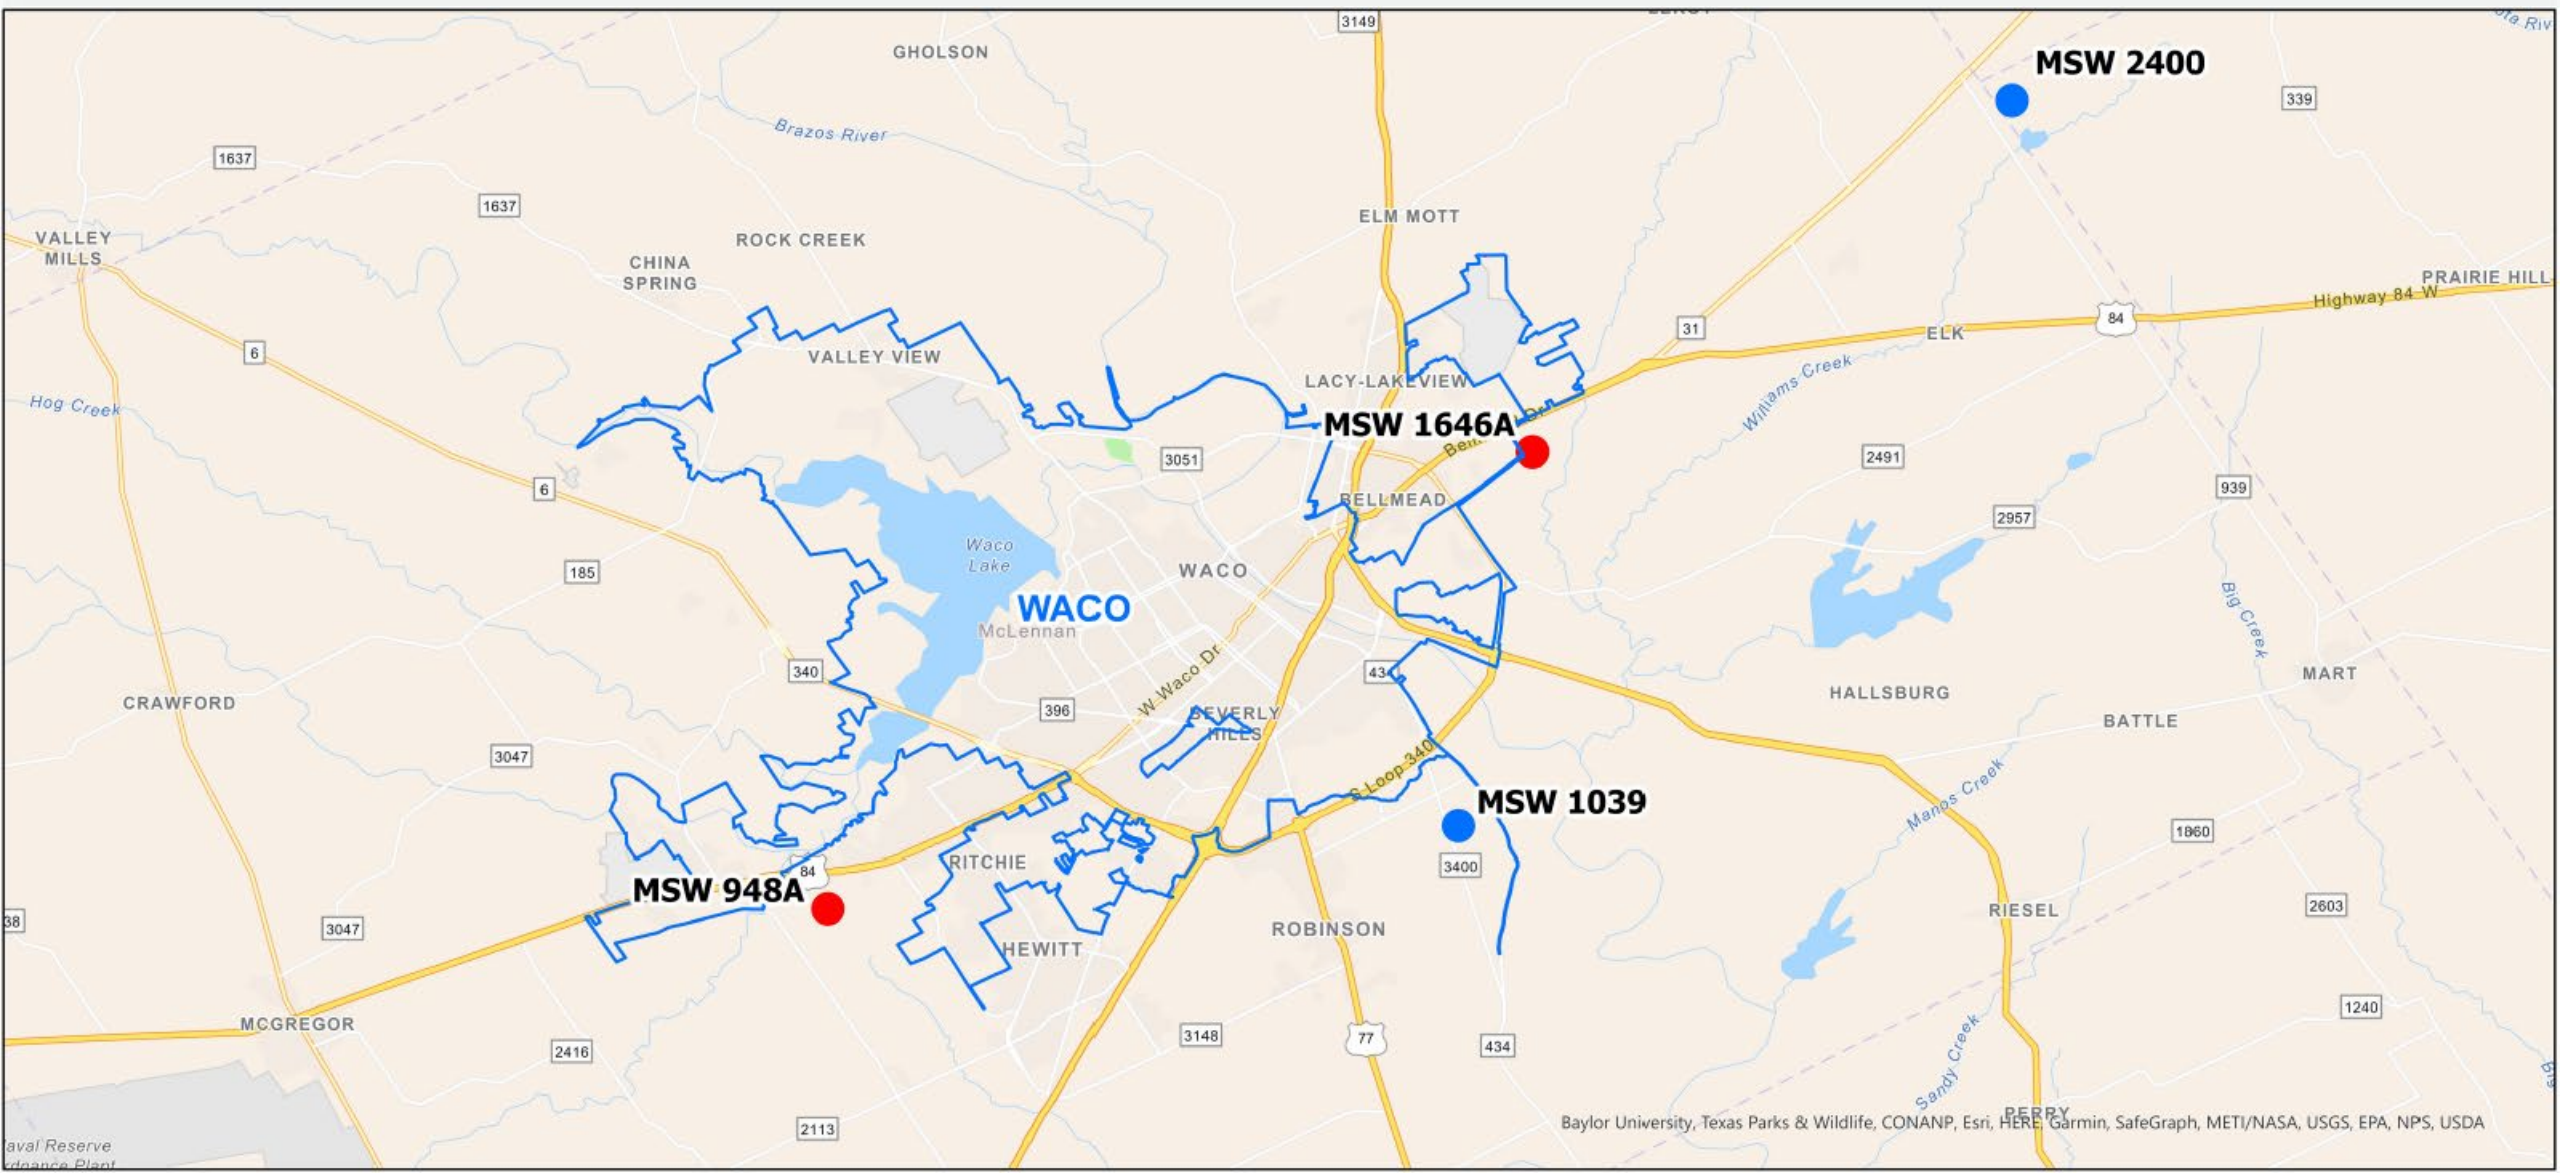 3149
GHOLSON
MSW 2400
339
Brazos River
1637
1637
ELM MOTT
VALLEY
MILLS
ROCK CREEK
CHINA
SPRING
PRAIRIE HILL
Highway 84 W
84
31
ELK
6
VALLEY VIEW
LACY-LAKEVIEW
Williams Creek
Hog Creek
MSW 1646A
Dr
3051
2491
6
939
BELLMEAD
2957
Waco
Lake
185
WACO
WACO
McLennan
Big Creek
340
434
W Waco Dr
MART
HALLSBURG
CRAWFORD
396
BEVERLY
HILLS
BATTLE
3047
S Loop 340
Manos Creek
MSW 1039
1860
RITCHIE
3400
84
MSW 948A
2603
RIESEL
38
3047
ROBINSON
HEWITT
1240
MCGREGOR
3148
77
434
2416
Sandy Creek
PERRY
2113
Baylor University, Texas Parks & Wildlife, CONANP, Esri, HERE, Garmin, SafeGraph, METI/NASA, USGS, EPA, NPS, USDA
aval Reserve